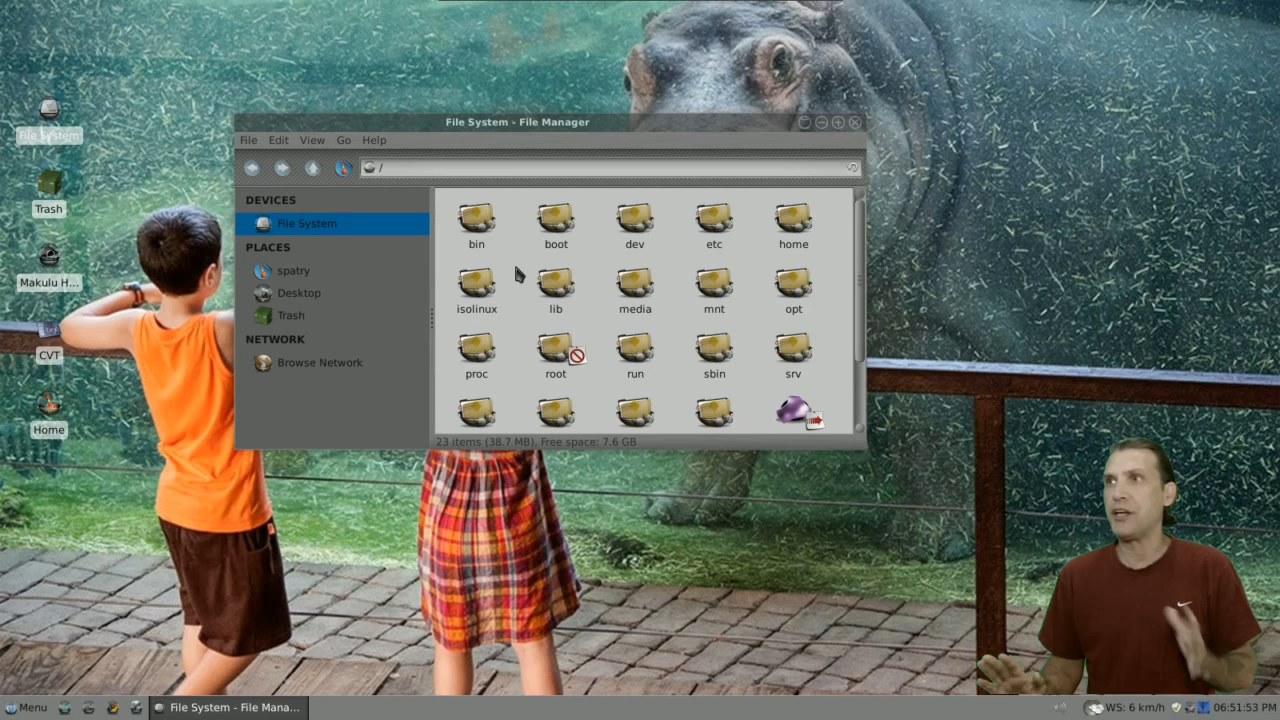 File System
Trash
Makulu H...
CVT
Home
File System - File Manager
File Edit View Go Help
/
DEVICES
File System
PLACES
spatry
Desktop
Trash
NETWORK
Browse Network
bin boot dev etc home
isolinux lib media mnt opt
proc root run sbin srv
23 items (38.7 MB), Free space: 7.6 GB
Menu File System - File Mana... WS: 6 km/h 06:51:53 PM